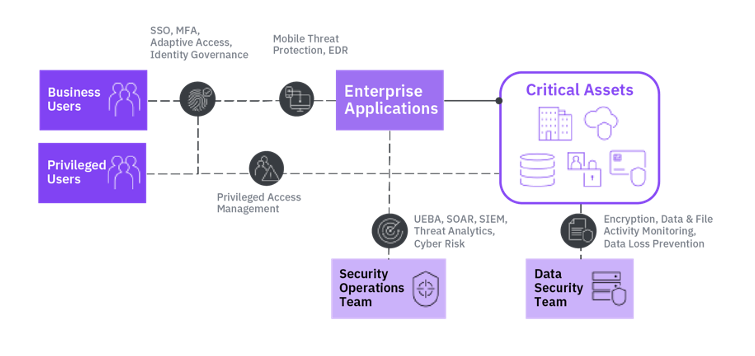 SSO, MFA,
Adaptive Access,
Identity Governance
Mobile Threat
Protection, EDR
Business
Users
Enterprise
Applications
Critical Assets
Privileged
Users
Privileged Access
Management
UEBA, SOAR, SIEM,
Threat Analytics,
Cyber Risk
Encryption, Data & File
Activity Monitoring,
Data Loss Prevention
Security
Operations
Team
Data
Security
Team